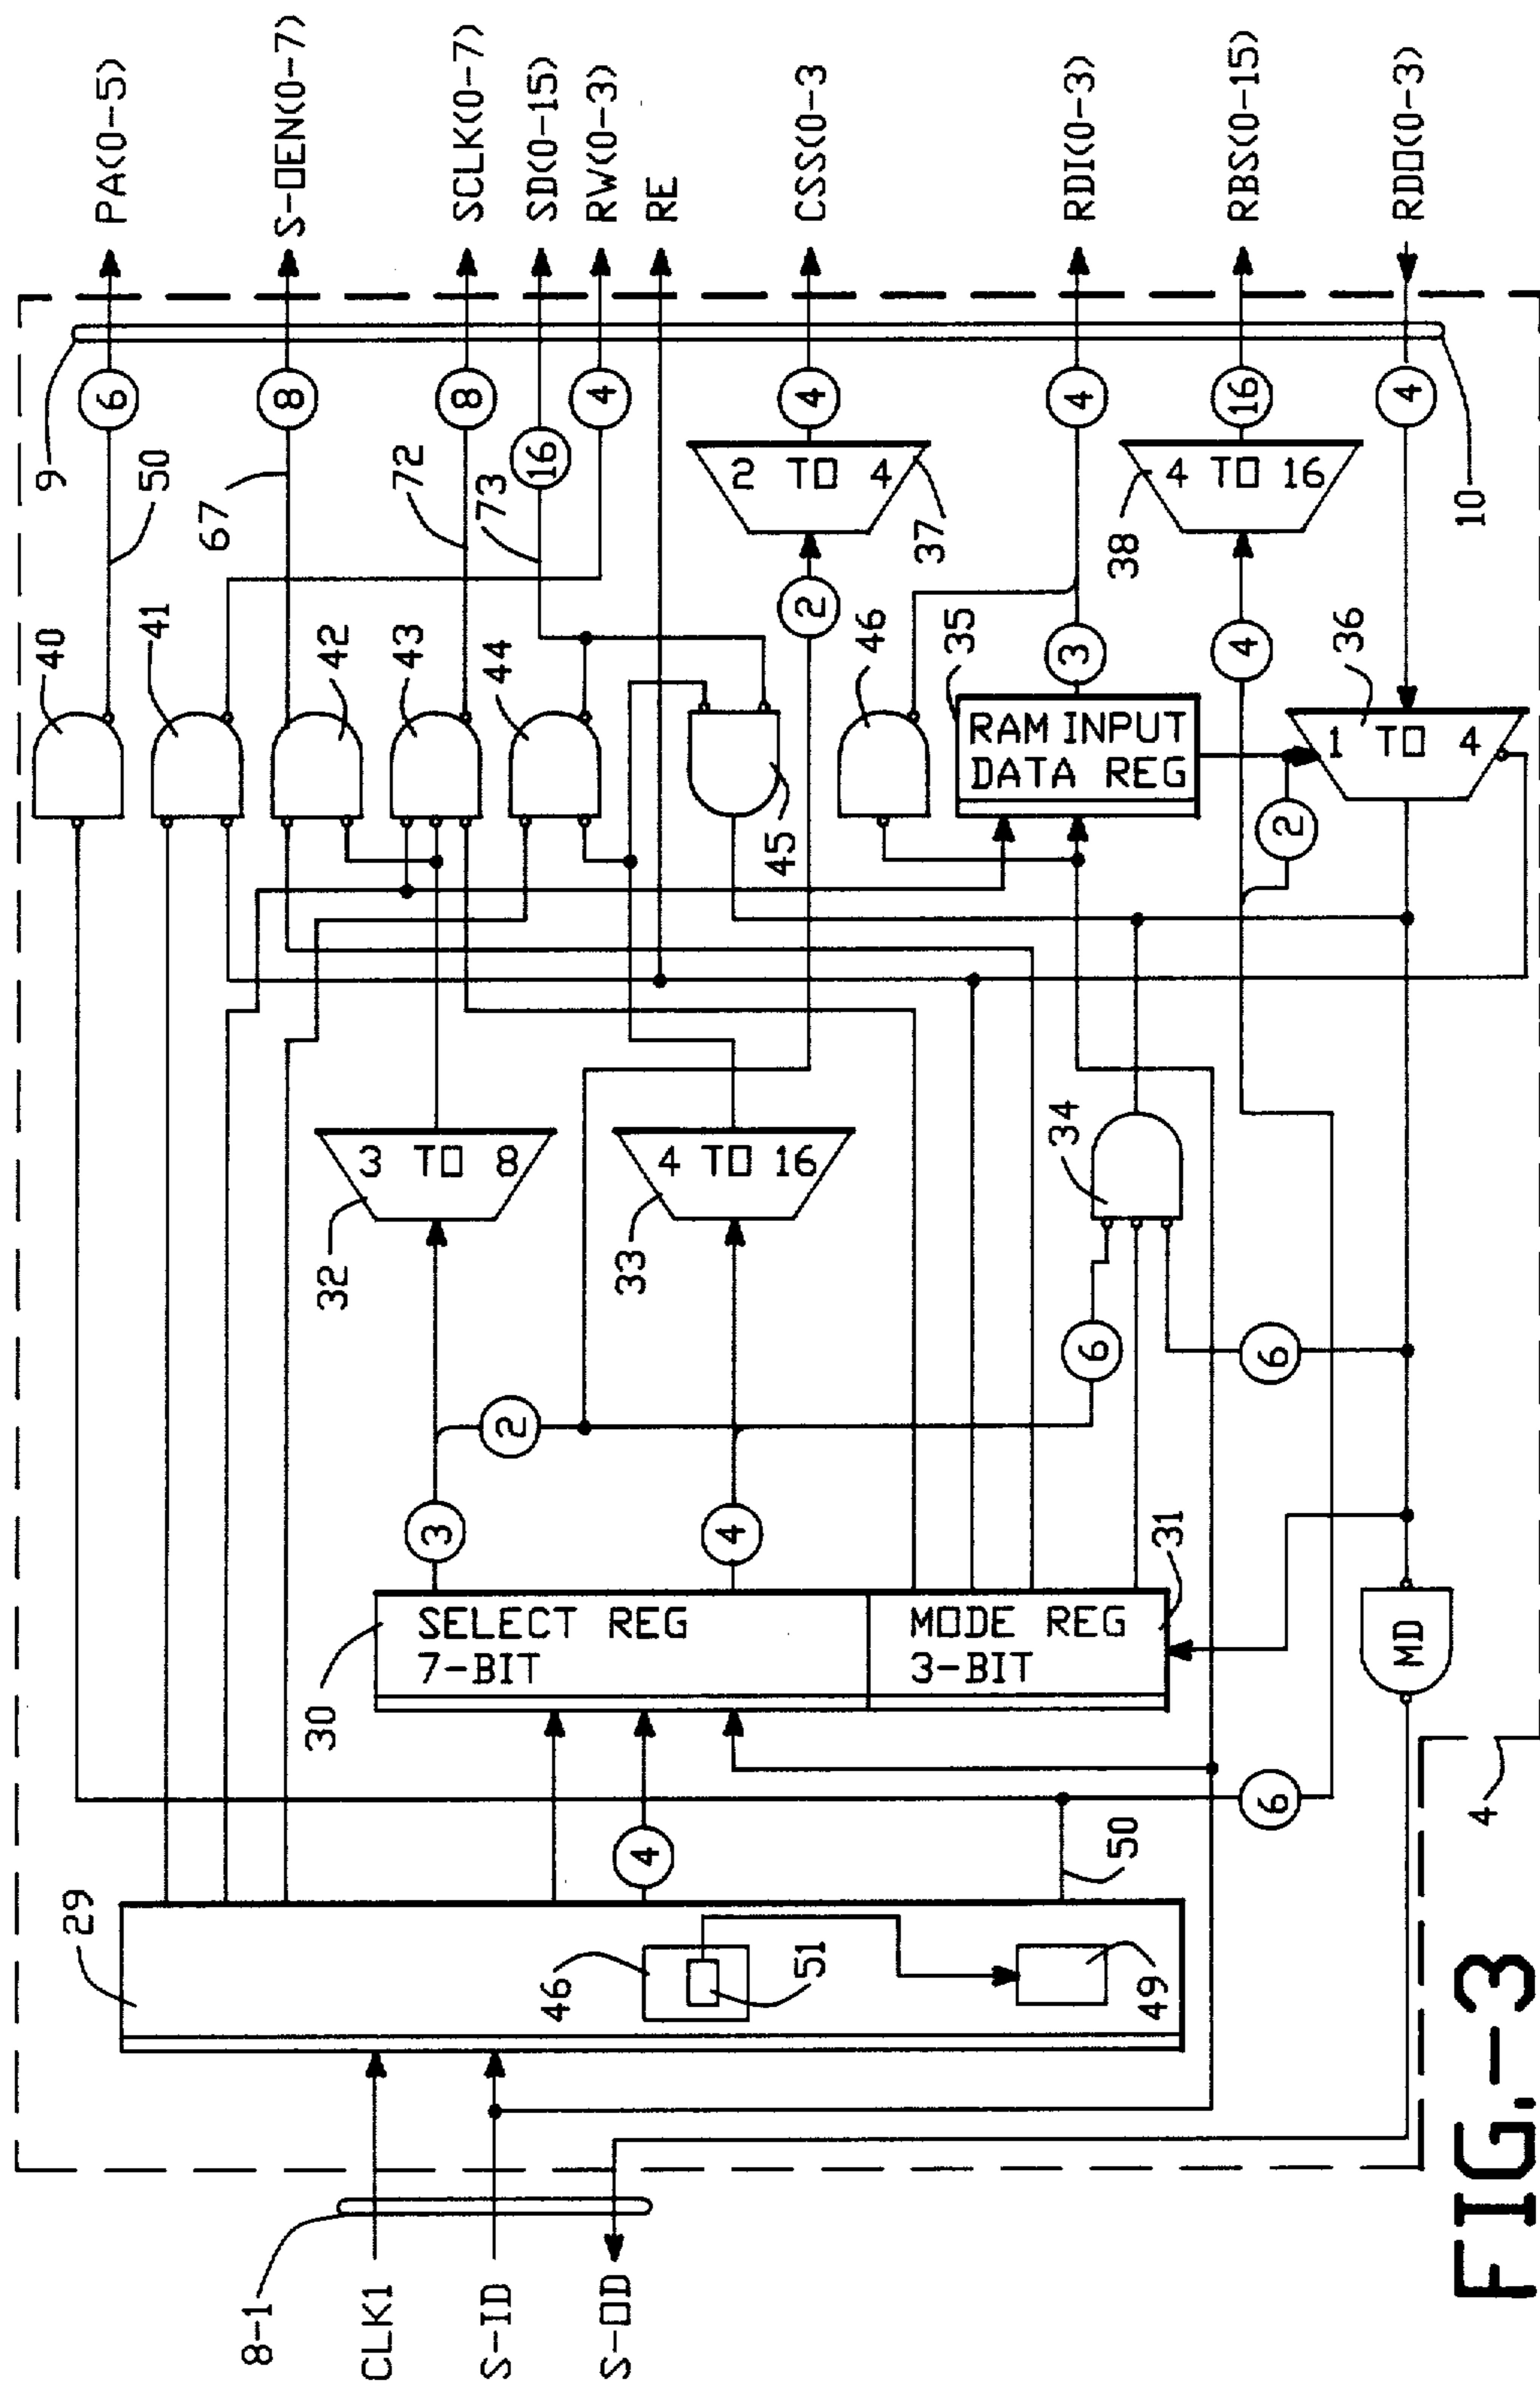 8-1
CLK1
S-ID
S-OD
29
46
51
49
50
4
30
SELECT REG
7-BIT
MODE REG
3-BIT
31
MD
4
6
3
4
2
6
6
32
3 TO 8
33
4 TO 16
34
40
41
42
43
44
45
46
35
RAM INPUT
DATA REG
36
1 TO 4
2
3
4
2
37
2 TO 4
38
4 TO 16
50
67
72
73
9
10
6
8
8
16
4
4
4
16
4
PA(0-5)
S-OEN(0-7)
SCLK(0-7)
SD(0-15)
RW(0-3)
RE
CSS(0-3
RDI(0-3)
RBS(0-15)
RDO(0-3)
FIG.-3